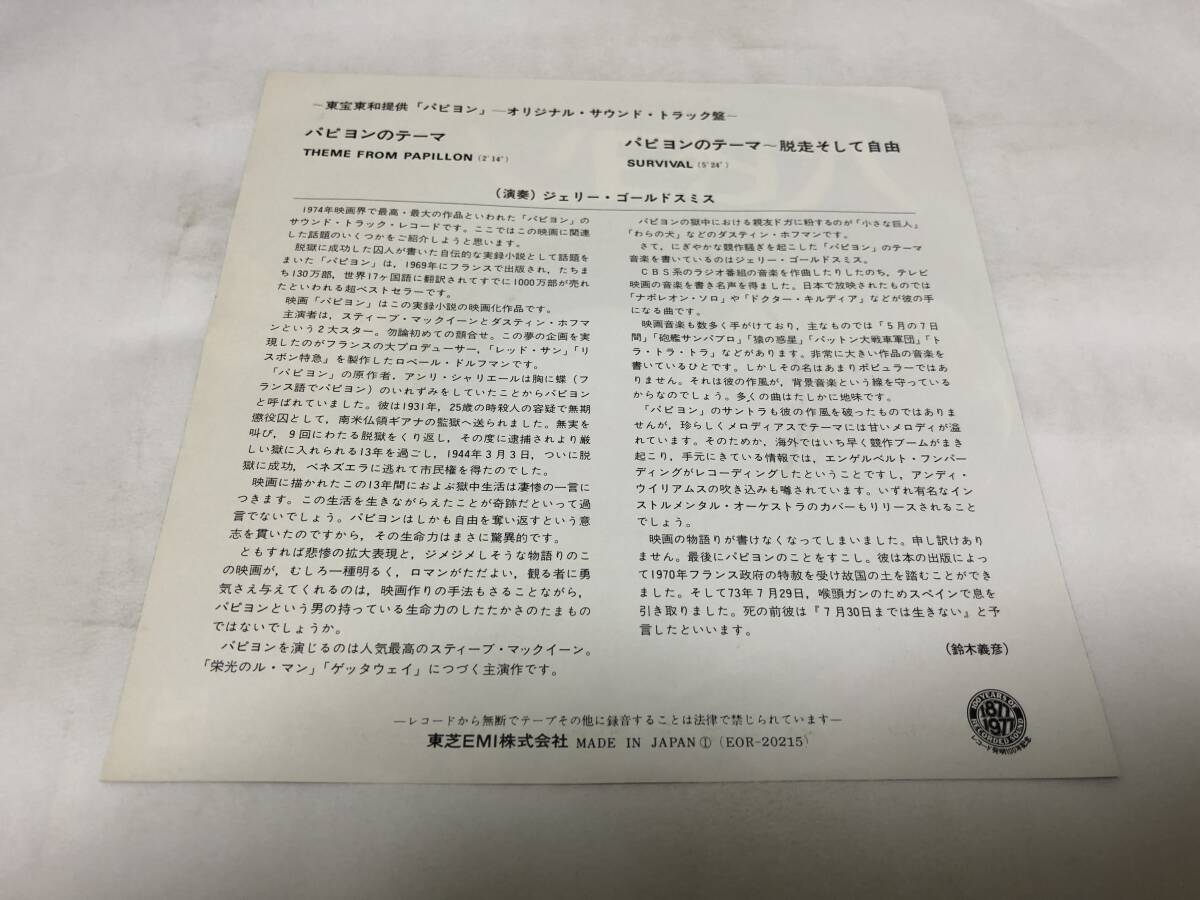 ―東宝東和提供「パピヨン」―オリジナル・サウンド・トラック盤―
パピヨンのテーマ
THEME FROM PAPILLON (2'14")
パピヨンのテーマ〜脱走そして自由
SURVIVAL (5'24")
（演奏）ジェリー・ゴールドスミス
1974年映画界で最高・最大の作品といわれた「パピヨン」の
サウンド・トラック・レコードです。ここではこの映画に関連
した話題のいくつかをご紹介しようと思います。
脱獄に成功した囚人が書いた自伝的な実録小説として話題を
まいた「パピヨン」は，1969年にフランスで出版され，たちま
ち130万部，世界17ヶ国語に翻訳されてすでに1000万部が売れ
たといわれる超ベストセラーです。
映画「パピヨン」はこの実録小説の映画化作品です。
主演者は，スティーブ・マックイーンとダスティン・ホフマ
ンという2大スター。勿論初めての顔合せ。この夢の企画を実
現したのがフランスの大プロデューサー，「レッド・サン」「リ
スボン特急」を製作したロベール・ドルフマンです。
「パピヨン」の原作者，アンリ・シャリエールは胸に蝶（フ
ランス語でパピヨン）のいれずみをしていたことからパピヨン
と呼ばれていました。彼は1931年，25歳の時殺人の容疑で無期
懲役囚として，南米仏領ギアナの監獄へ送られました。無実を
叫び，9回にわたる脱獄をくり返し，その度に逮捕されより厳
しい獄に入れられる13年を過ごし，1944年3月3日，ついに脱
獄に成功，ベネズエラに逃れて市民権を得たのでした。
映画に描かれたこの13年間におよぶ獄中生活は凄惨の一言に
つきます。この生活を生きながらえたことが奇跡だといって過
言でないでしょう。パピヨンはしかも自由を奪い返すという意
志を貫いたのですから，その生命力はまさに驚異的です。
ともすれば悲惨の拡大表現と，ジメジメしそうな物語りのこ
の映画が，むしろ一種明るく，ロマンがただよい，観る者に勇
気さえ与えてくれるのは，映画作りの手法もさることながら，
パピヨンという男の持っている生命力のしたたかさのたまもの
ではないでしょうか。
パピヨンを演じるのは人気最高のスティーブ・マックイーン。
「栄光のル・マン」「ゲッタウェイ」につづく主演作です。
パピヨンの獄中における親友ドガに粉するのが「小さな巨人」
「わらの犬」などのダスティン・ホフマンです。
さて，にぎやかな競作騒ぎを起こした「パピヨン」のテーマ
音楽を書いているのはジェリー・ゴールドスミス。
CBS系のラジオ番組の音楽を作曲したりしたのち，テレビ
映画の音楽を書き名声を得ました。日本で放映されたものでは
「ナポレオン・ソロ」や「ドクター・キルディア」などが彼の手
になる曲です。
映画音楽も数多く手がけており，主なものでは「5月の7日
間」「砲艦サンパブロ」「猿の惑星」「パットン大戦車軍団」「ト
ラ・トラ・トラ」などがあります。非常に大きい作品の音楽を
書いているひとです。しかしその名はあまりポピュラーではあ
りません。それは彼の作風が，背景音楽という線を守っている
からなのでしょう。多くの曲はたしかに地味です。
「パピヨン」のサントラも彼の作風を破ったものではありま
せんが，珍らしくメロディアスでテーマには甘いメロディが溢
れています。そのためか，海外ではいち早く競作ブームがまき
起こり，手元にきている情報では，エンゲルベルト・フンパー
ディングがレコーディングしたということですし，アンディ・
ウイリアムスの吹き込みも噂されています。いずれ有名なイン
ストルメンタル・オーケストラのカバーもリリースされること
でしょう。
映画の物語りが書けなくなってしまいました。申し訳けあり
ません。最後にパピヨンのことをすこし。彼は本の出版によっ
て1970年フランス政府の特赦を受け故国の土を踏むことができ
ました。そして73年7月29日，喉頭ガンのためスペインで息を
引き取りました。死の前彼は『7月30日までは生きない』と予
言したといいます。
（鈴木義彦）
―レコードから無断でテープその他に録音することは法律で禁じられています―
東芝EMI株式会社 MADE IN JAPAN① (EOR-20215)
100 YEARS OF
1877
1977
RECORDED SOUND
レコード発明100年記念